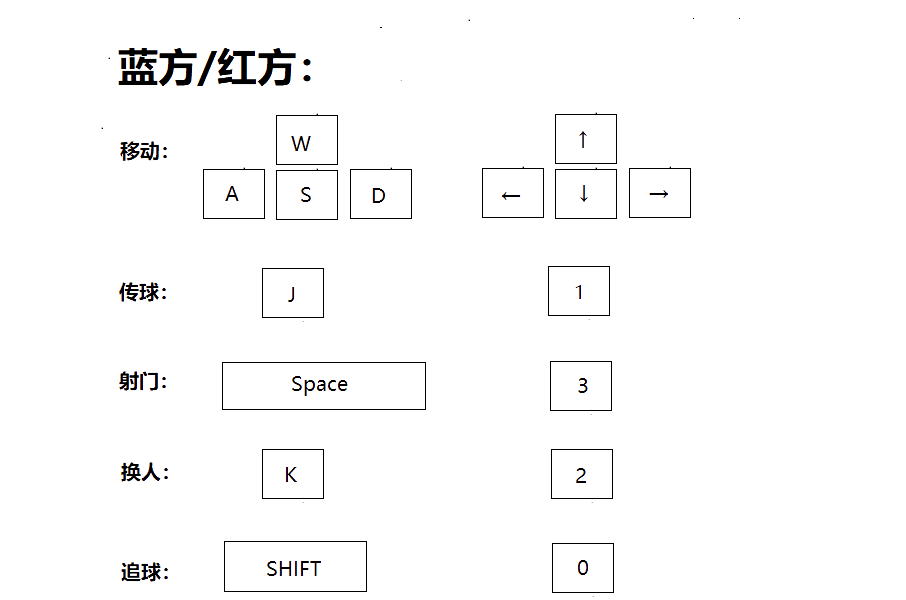 蓝方/红方：
移动：
W
↑
A S D
← ↓ →
传球： J 1
射门： Space 3
换人： K 2
追球： SHIFT 0